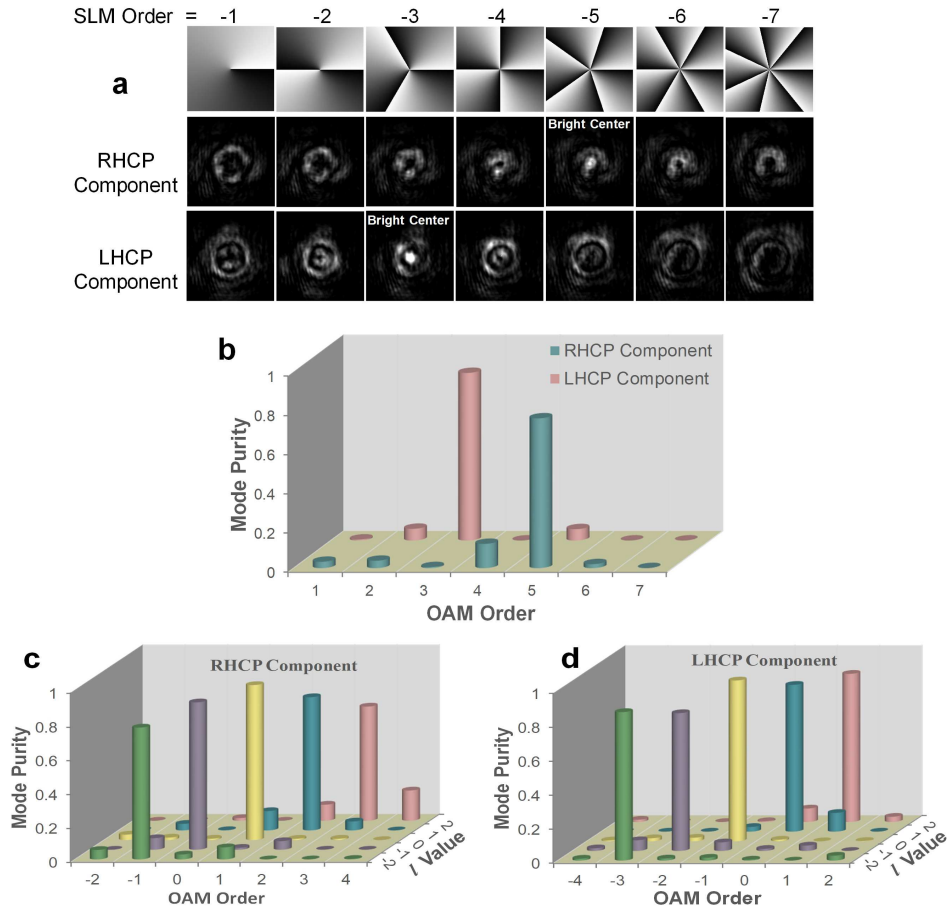 SLM Order = -1 -2 -3 -4 -5 -6 -7
a
Bright Center
RHCP
Component
Bright Center
LHCP
Component
b
RHCP Component
LHCP Component
1
0.8
0.6
0.4
0.2
0
Mode Purity
1 2 3 4 5 6 7
OAM Order
c
RHCP Component
1
0.8
0.6
0.4
0.2
0
Mode Purity
-2 -1 0 1 2 3 4
OAM Order
2
1
0
-1
-2
l Value
d
LHCP Component
1
0.8
0.6
0.4
0.2
0
Mode Purity
-4 -3 -2 -1 0 1 2
OAM Order
2
1
0
-1
-2
l Value